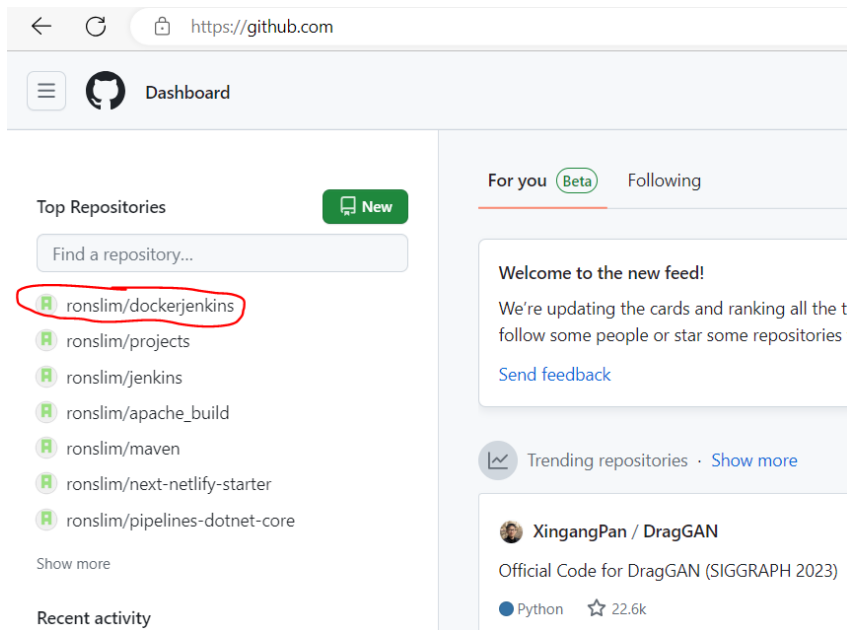 https://github.com
Dashboard
Top Repositories
New
Find a repository...
ronslim/dockerjenkins
ronslim/projects
ronslim/jenkins
ronslim/apache_build
ronslim/maven
ronslim/next-netlify-starter
ronslim/pipelines-dotnet-core
Show more
Recent activity
For you Beta Following
Welcome to the new feed!
We're updating the cards and ranking all the t
follow some people or star some repositories
Send feedback
Trending repositories · Show more
XingangPan / DragGAN
Official Code for DragGAN (SIGGRAPH 2023)
Python 22.6k